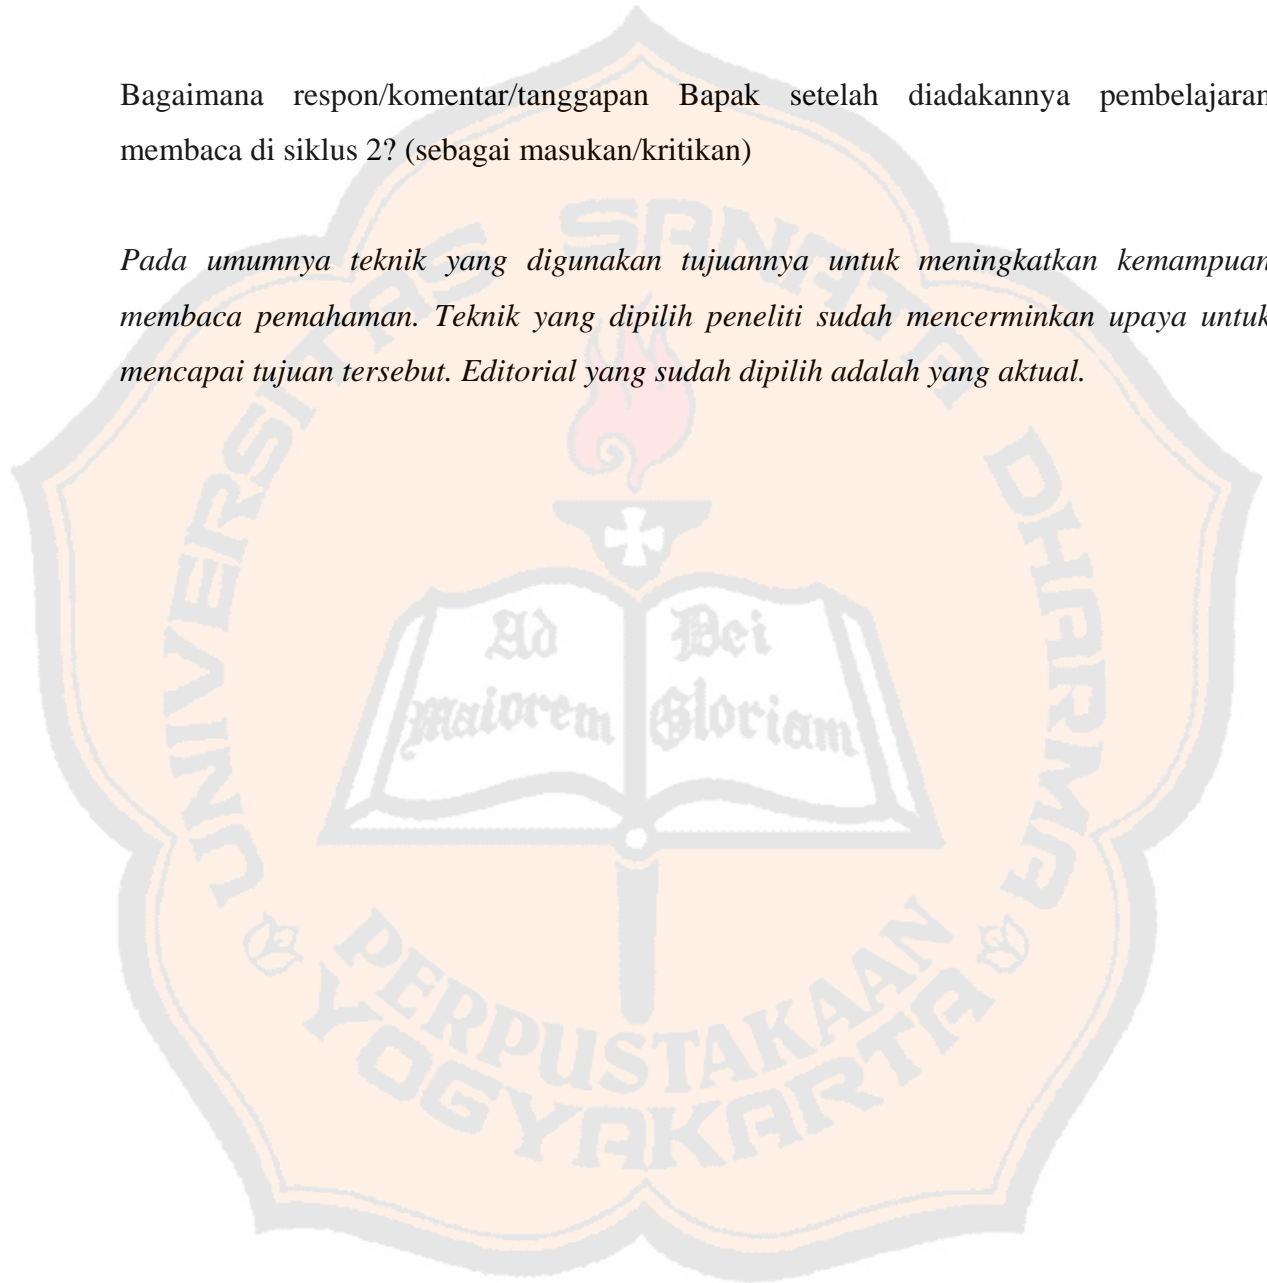 Bagaimana respon/komentar/tanggapan Bapak setelah diadakannya pembelajaran
membaca di siklus 2? (sebagai masukan/kritikan)
Pada umumnya teknik yang digunakan tujuannya untuk meningkatkan kemampuan
membaca pemahaman. Teknik yang dipilih peneliti sudah mencerminkan upaya untuk
mencapai tujuan tersebut. Editorial yang sudah dipilih adalah yang aktual.
UNIVERSITAS SANATA DHARMA
Ad
Maiorem
Dei
Gloriam
PERPUSTAKAAN
YOGYAKARTA